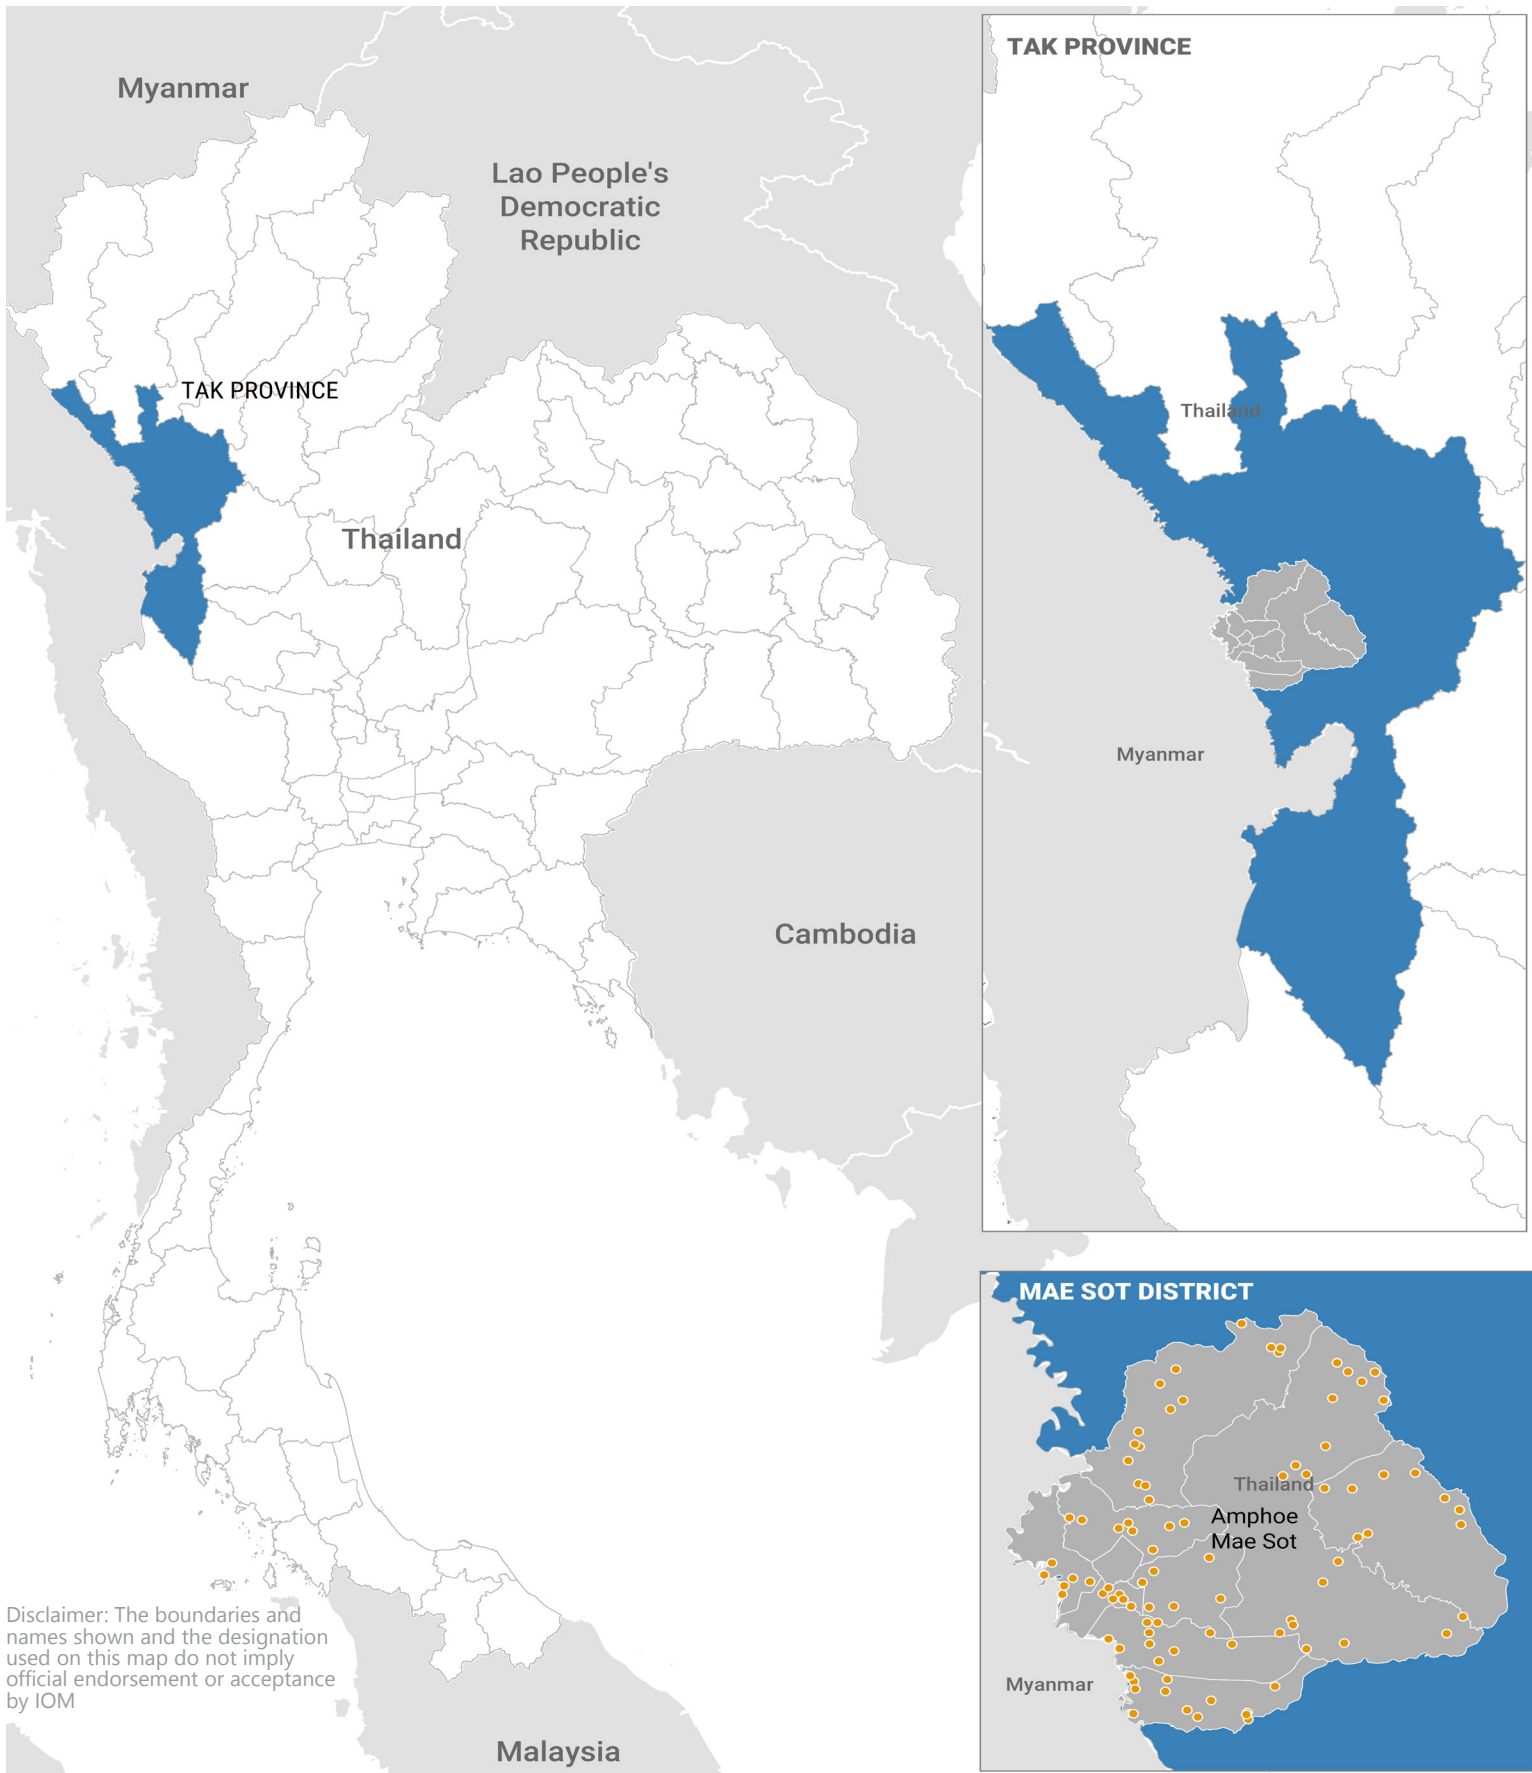 Myanmar
Lao People's
Democratic
Republic
TAK PROVINCE
Thailand
Cambodia
Malaysia
Disclaimer: The boundaries and
names shown and the designation
used on this map do not imply
official endorsement or acceptance
by IOM
TAK PROVINCE
Thailand
Myanmar
MAE SOT DISTRICT
Thailand
Amphoe
Mae Sot
Myanmar